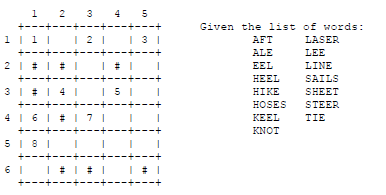 1 2 3 4 5
+---+---+---+---+---+ Given the list of words:
1 | 1 | | 2 | | 3 | AFT LASER
+---+---+---+---+---+ ALE LEE
2 | # | # | | # | | EEL LINE
+---+---+---+---+---+ HEEL SAILS
3 | # | 4 | | 5 | | HIKE SHEET
+---+---+---+---+---+ HOSES STEER
4 | 6 | # | 7 | | | KEEL TIE
+---+---+---+---+---+ KNOT
5 | 8 | | | | |
+---+---+---+---+---+
6 | | # | # | | # |
+---+---+---+---+---+